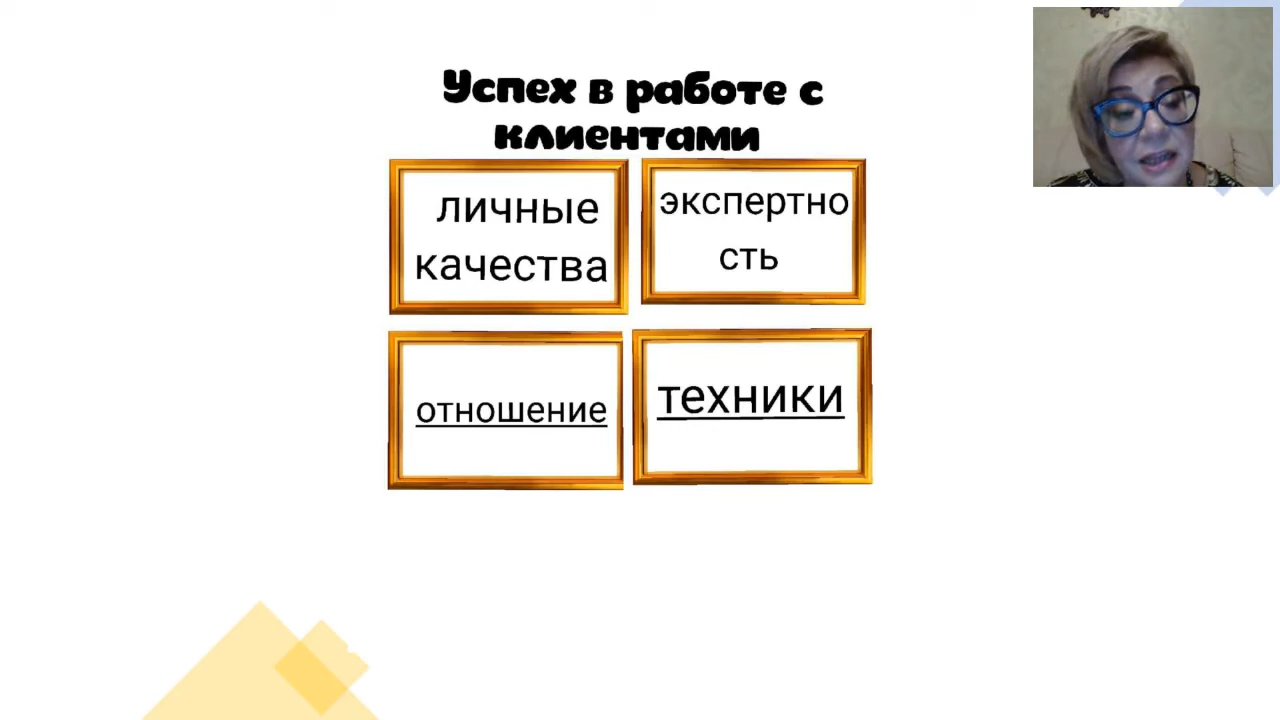 Успех в работе с
клиентами
личные
качества
экспертно
сть
отношение
техники